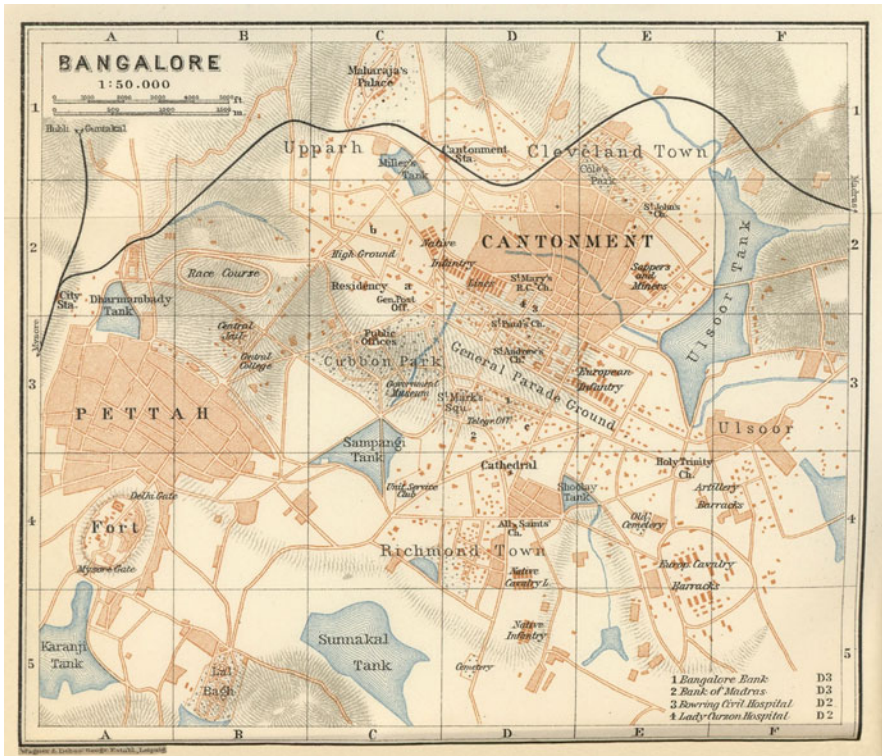 A B C D E F
BANGALORE
1:50.000
ft.
m.
1
1
Maharaja's
Palace
Hubli
Guntakal
Upparh
Miller's
Tank
Cantonment
Sta.
Cleveland Town
Cole's
Park
Madras
St John's
Ch.
2
2
b
High Ground
Native
Infantry
Lines
CANTONMENT
Race Course
Residency
a
Gen. Post
Off.
St Mary's
R.C. Ch.
Sappers
and
Miners
City
Sta.
Dharmambady
Tank
4
3
Ulsoor Tank
Mysore
Central
Jail
Public
Offices
St Paul's Ch.
Central
College
Cubbon Park
St Andrew's
Ch.
General Parade Ground
3
3
Government
Museum
European
Infantry
PETTAH
St Mark's
Squ.
1
Telegr. Off.
c
2
Ulsoor
Sampangi
Tank
Cathedral
Holy Trinity
Ch.
Unit. Service
Club
Shoolay
Tank
Artillery
Barracks
Delhi Gate
4
4
Fort
All Saints'
Ch.
Old
Cemetery
Mysore Gate
Richmond Town
Native
Cavalry L.
Europ. Cavalry
Barracks
Karanji
Tank
Sunnakal
Tank
Native
Infantry
5
5
Lal
Bagh
Cemetery
1 Bangalore Bank D3
2 Bank of Madras D3
3 Bowring Civil Hospital D2
4 Lady Curzon Hospital D2
A B C D E F
Wagner & Debes' Geogr. Estabt., Leipzig